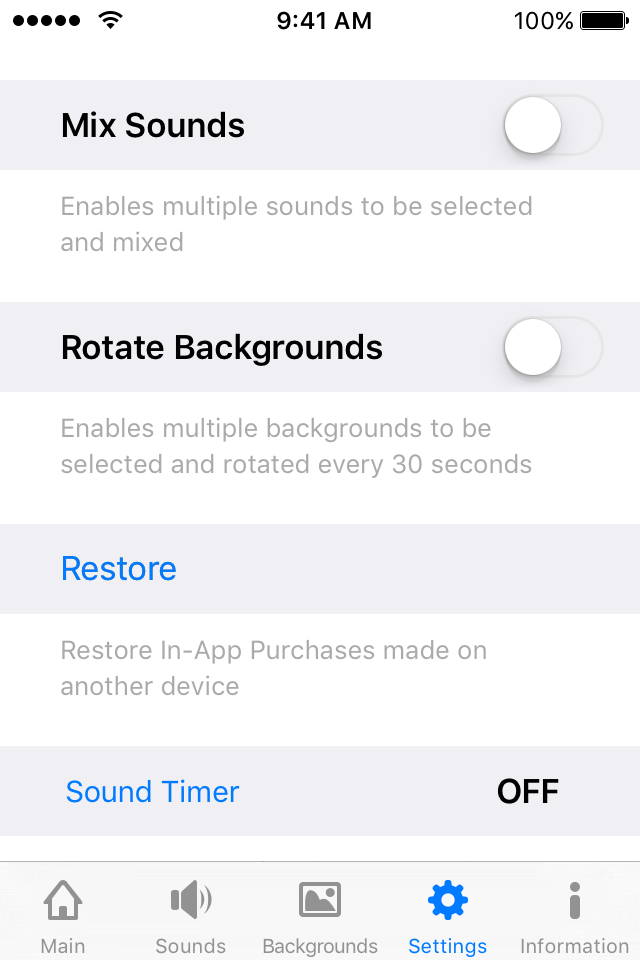 9:41 AM 100%
Mix Sounds
Enables multiple sounds to be selected
and mixed
Rotate Backgrounds
Enables multiple backgrounds to be
selected and rotated every 30 seconds
Restore
Restore In-App Purchases made on
another device
Sound Timer OFF
Main Sounds Backgrounds Settings Information